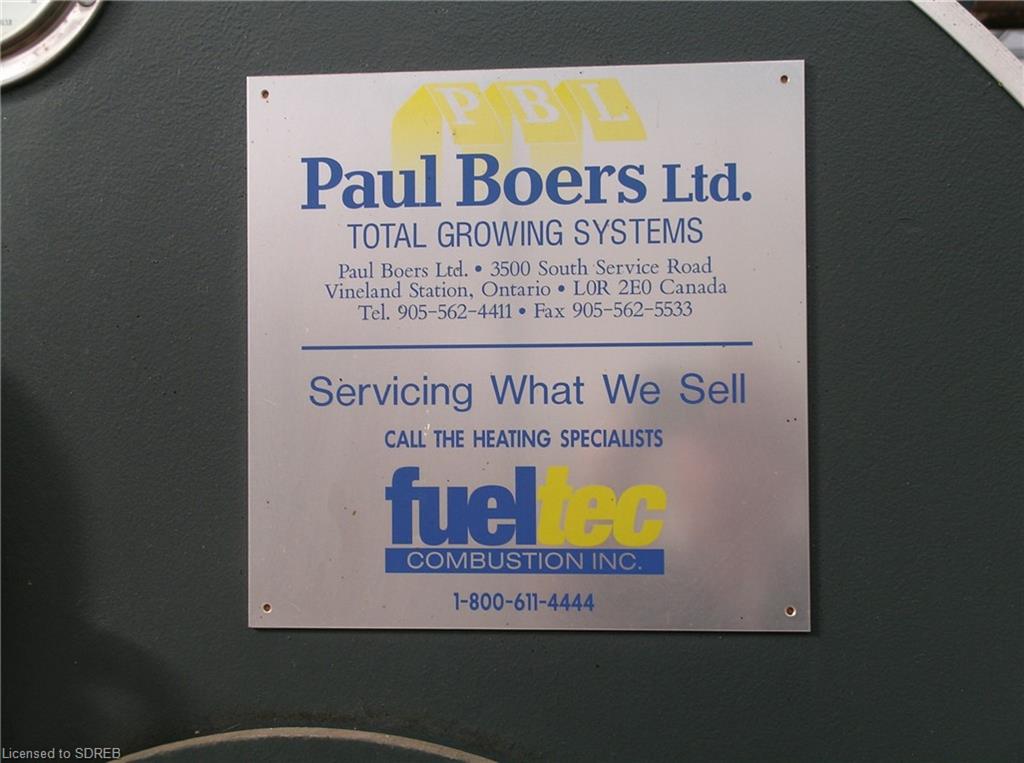 PBL
Paul Boers Ltd.
TOTAL GROWING SYSTEMS
Paul Boers Ltd. • 3500 South Service Road
Vineland Station, Ontario • L0R 2E0 Canada
Tel. 905-562-4411 • Fax 905-562-5533
Servicing What We Sell
CALL THE HEATING SPECIALISTS
fueltec
COMBUSTION INC.
1-800-611-4444
Licensed to SDREB